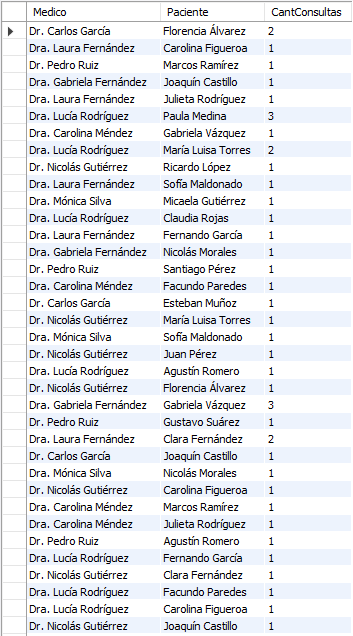 Medico Paciente CantConsultas
Dr. Carlos García Florencia Álvarez 2
Dra. Laura Fernández Carolina Figueroa 1
Dr. Pedro Ruiz Marcos Ramírez 1
Dra. Gabriela Fernández Joaquín Castillo 1
Dra. Laura Fernández Julieta Rodríguez 1
Dra. Lucía Rodríguez Paula Medina 3
Dra. Carolina Méndez Gabriela Vázquez 1
Dra. Lucía Rodríguez María Luisa Torres 2
Dr. Nicolás Gutiérrez Ricardo López 1
Dra. Laura Fernández Sofía Maldonado 1
Dra. Mónica Silva Micaela Gutiérrez 1
Dra. Lucía Rodríguez Claudia Rojas 1
Dra. Laura Fernández Fernando García 1
Dra. Gabriela Fernández Nicolás Morales 1
Dr. Pedro Ruiz Santiago Pérez 1
Dra. Carolina Méndez Facundo Paredes 1
Dr. Carlos García Esteban Muñoz 1
Dr. Nicolás Gutiérrez María Luisa Torres 1
Dra. Mónica Silva Sofía Maldonado 1
Dr. Nicolás Gutiérrez Juan Pérez 1
Dra. Lucía Rodríguez Agustín Romero 1
Dr. Nicolás Gutiérrez Florencia Álvarez 1
Dra. Gabriela Fernández Gabriela Vázquez 3
Dr. Pedro Ruiz Gustavo Suárez 1
Dra. Laura Fernández Clara Fernández 2
Dr. Carlos García Joaquín Castillo 1
Dra. Mónica Silva Nicolás Morales 1
Dr. Nicolás Gutiérrez Carolina Figueroa 1
Dra. Carolina Méndez Marcos Ramírez 1
Dra. Carolina Méndez Julieta Rodríguez 1
Dr. Pedro Ruiz Agustín Romero 1
Dra. Lucía Rodríguez Fernando García 1
Dr. Nicolás Gutiérrez Clara Fernández 1
Dra. Lucía Rodríguez Facundo Paredes 1
Dra. Lucía Rodríguez Carolina Figueroa 1
Dr. Nicolás Gutiérrez Joaquín Castillo 1